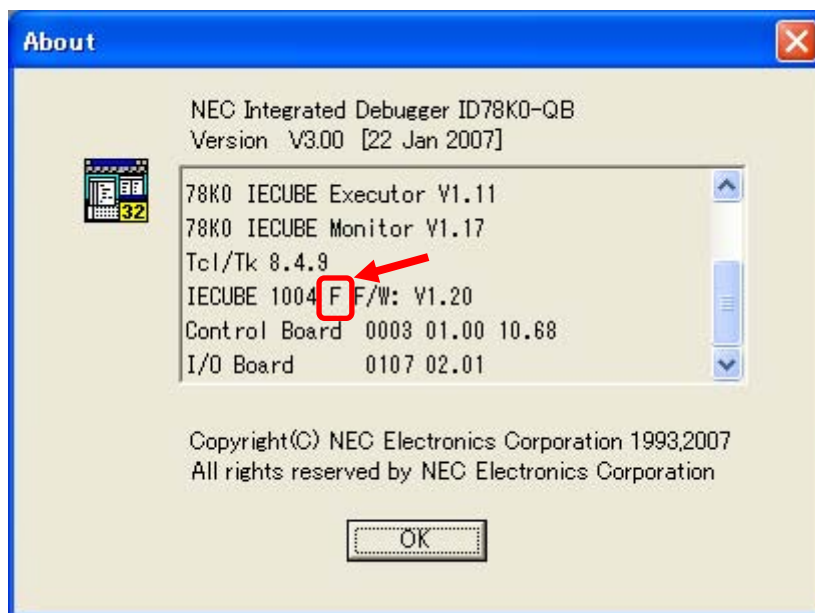 About
NEC Integrated Debugger ID78K0-QB
Version V3.00 [22 Jan 2007]
32
78K0 IECUBE Executor V1.11
78K0 IECUBE Monitor V1.17
Tcl/Tk 8.4.9
IECUBE 1004 F F/W: V1.20
Control Board 0003 01.00 10.68
I/O Board 0107 02.01
Copyright(C) NEC Electronics Corporation 1993,2007
All rights reserved by NEC Electronics Corporation
OK